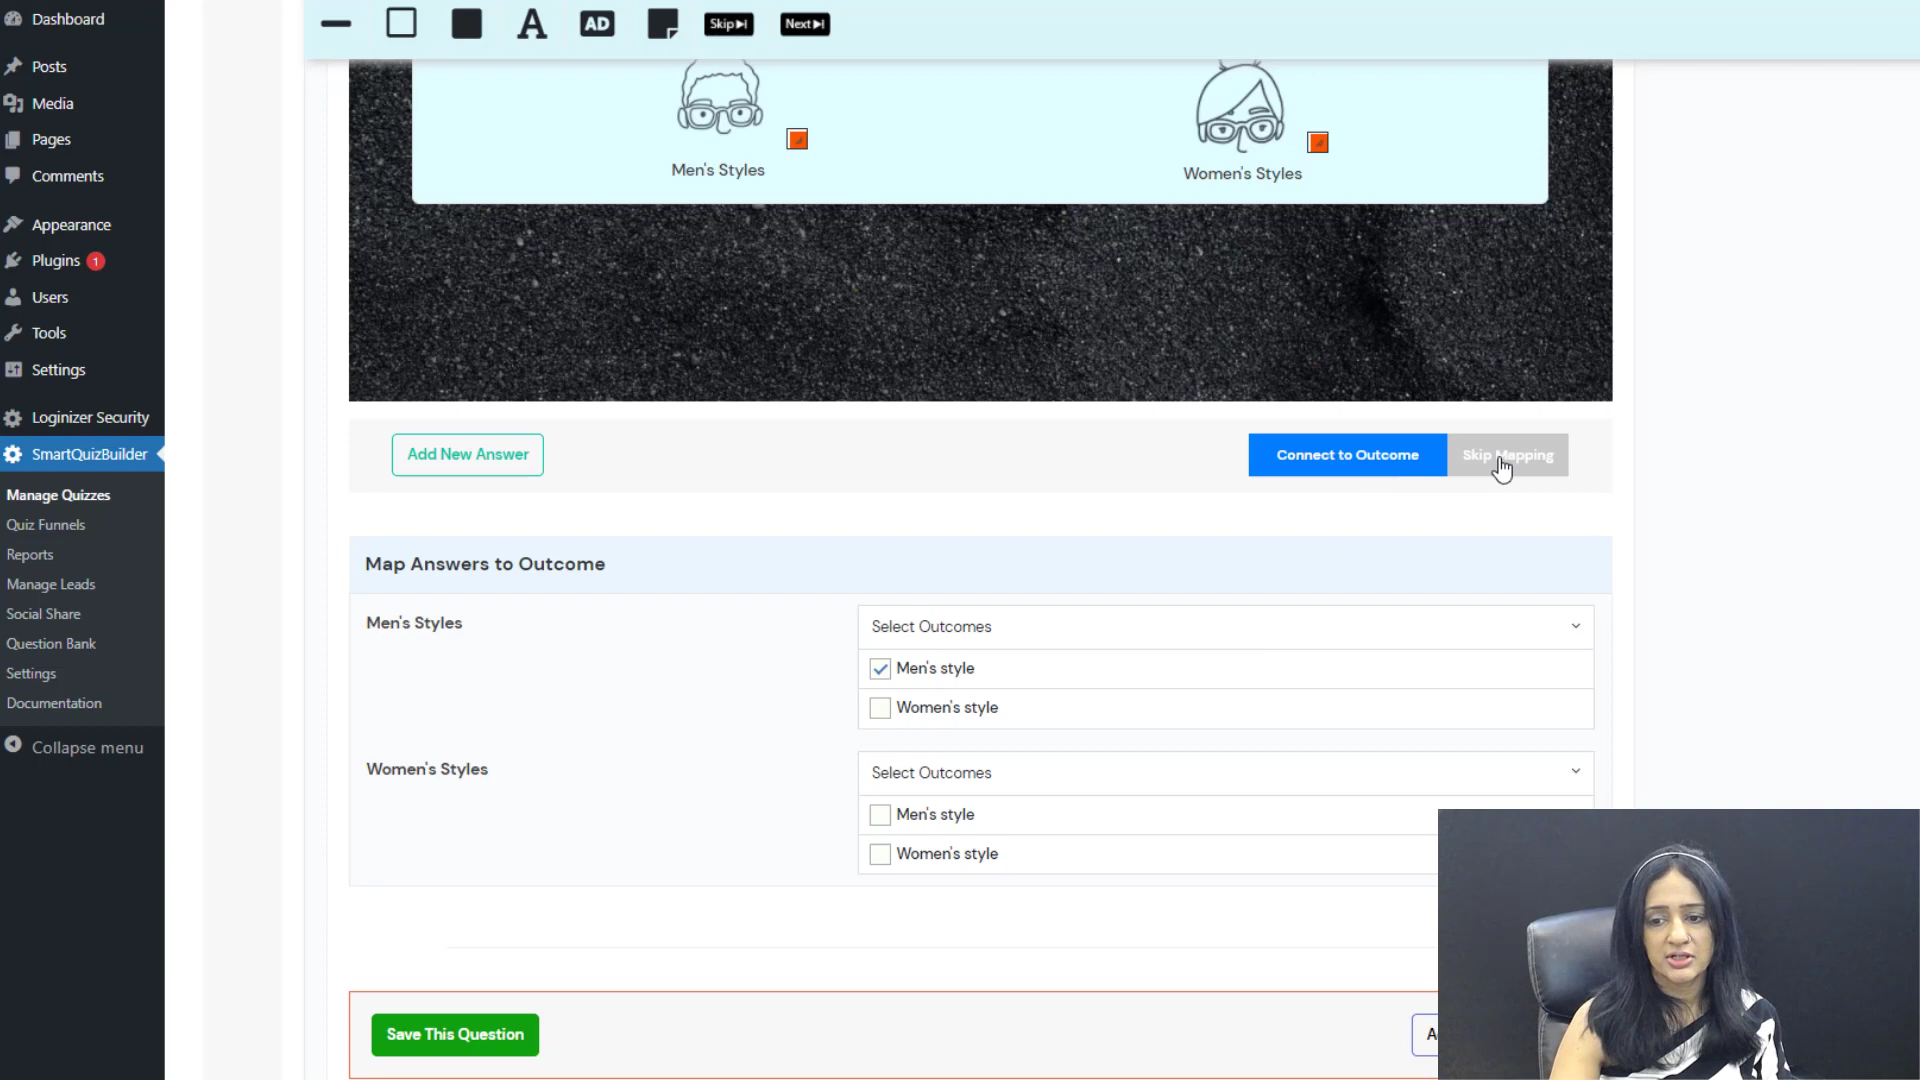 Dashboard
Posts
Media
Pages
Comments
Appearance
Plugins 1
Users
Tools
Settings
Loginizer Security
SmartQuizBuilder
Manage Quizzes
Quiz Funnels
Reports
Manage Leads
Social Share
Question Bank
Settings
Documentation
Collapse menu
A
AD
Skip
Next
Men's Styles
Women's Styles
Add New Answer
Connect to Outcome
Skip Mapping
Map Answers to Outcome
Men's Styles
Select Outcomes
Men's style
Women's style
Women's Styles
Select Outcomes
Men's style
Women's style
Save This Question